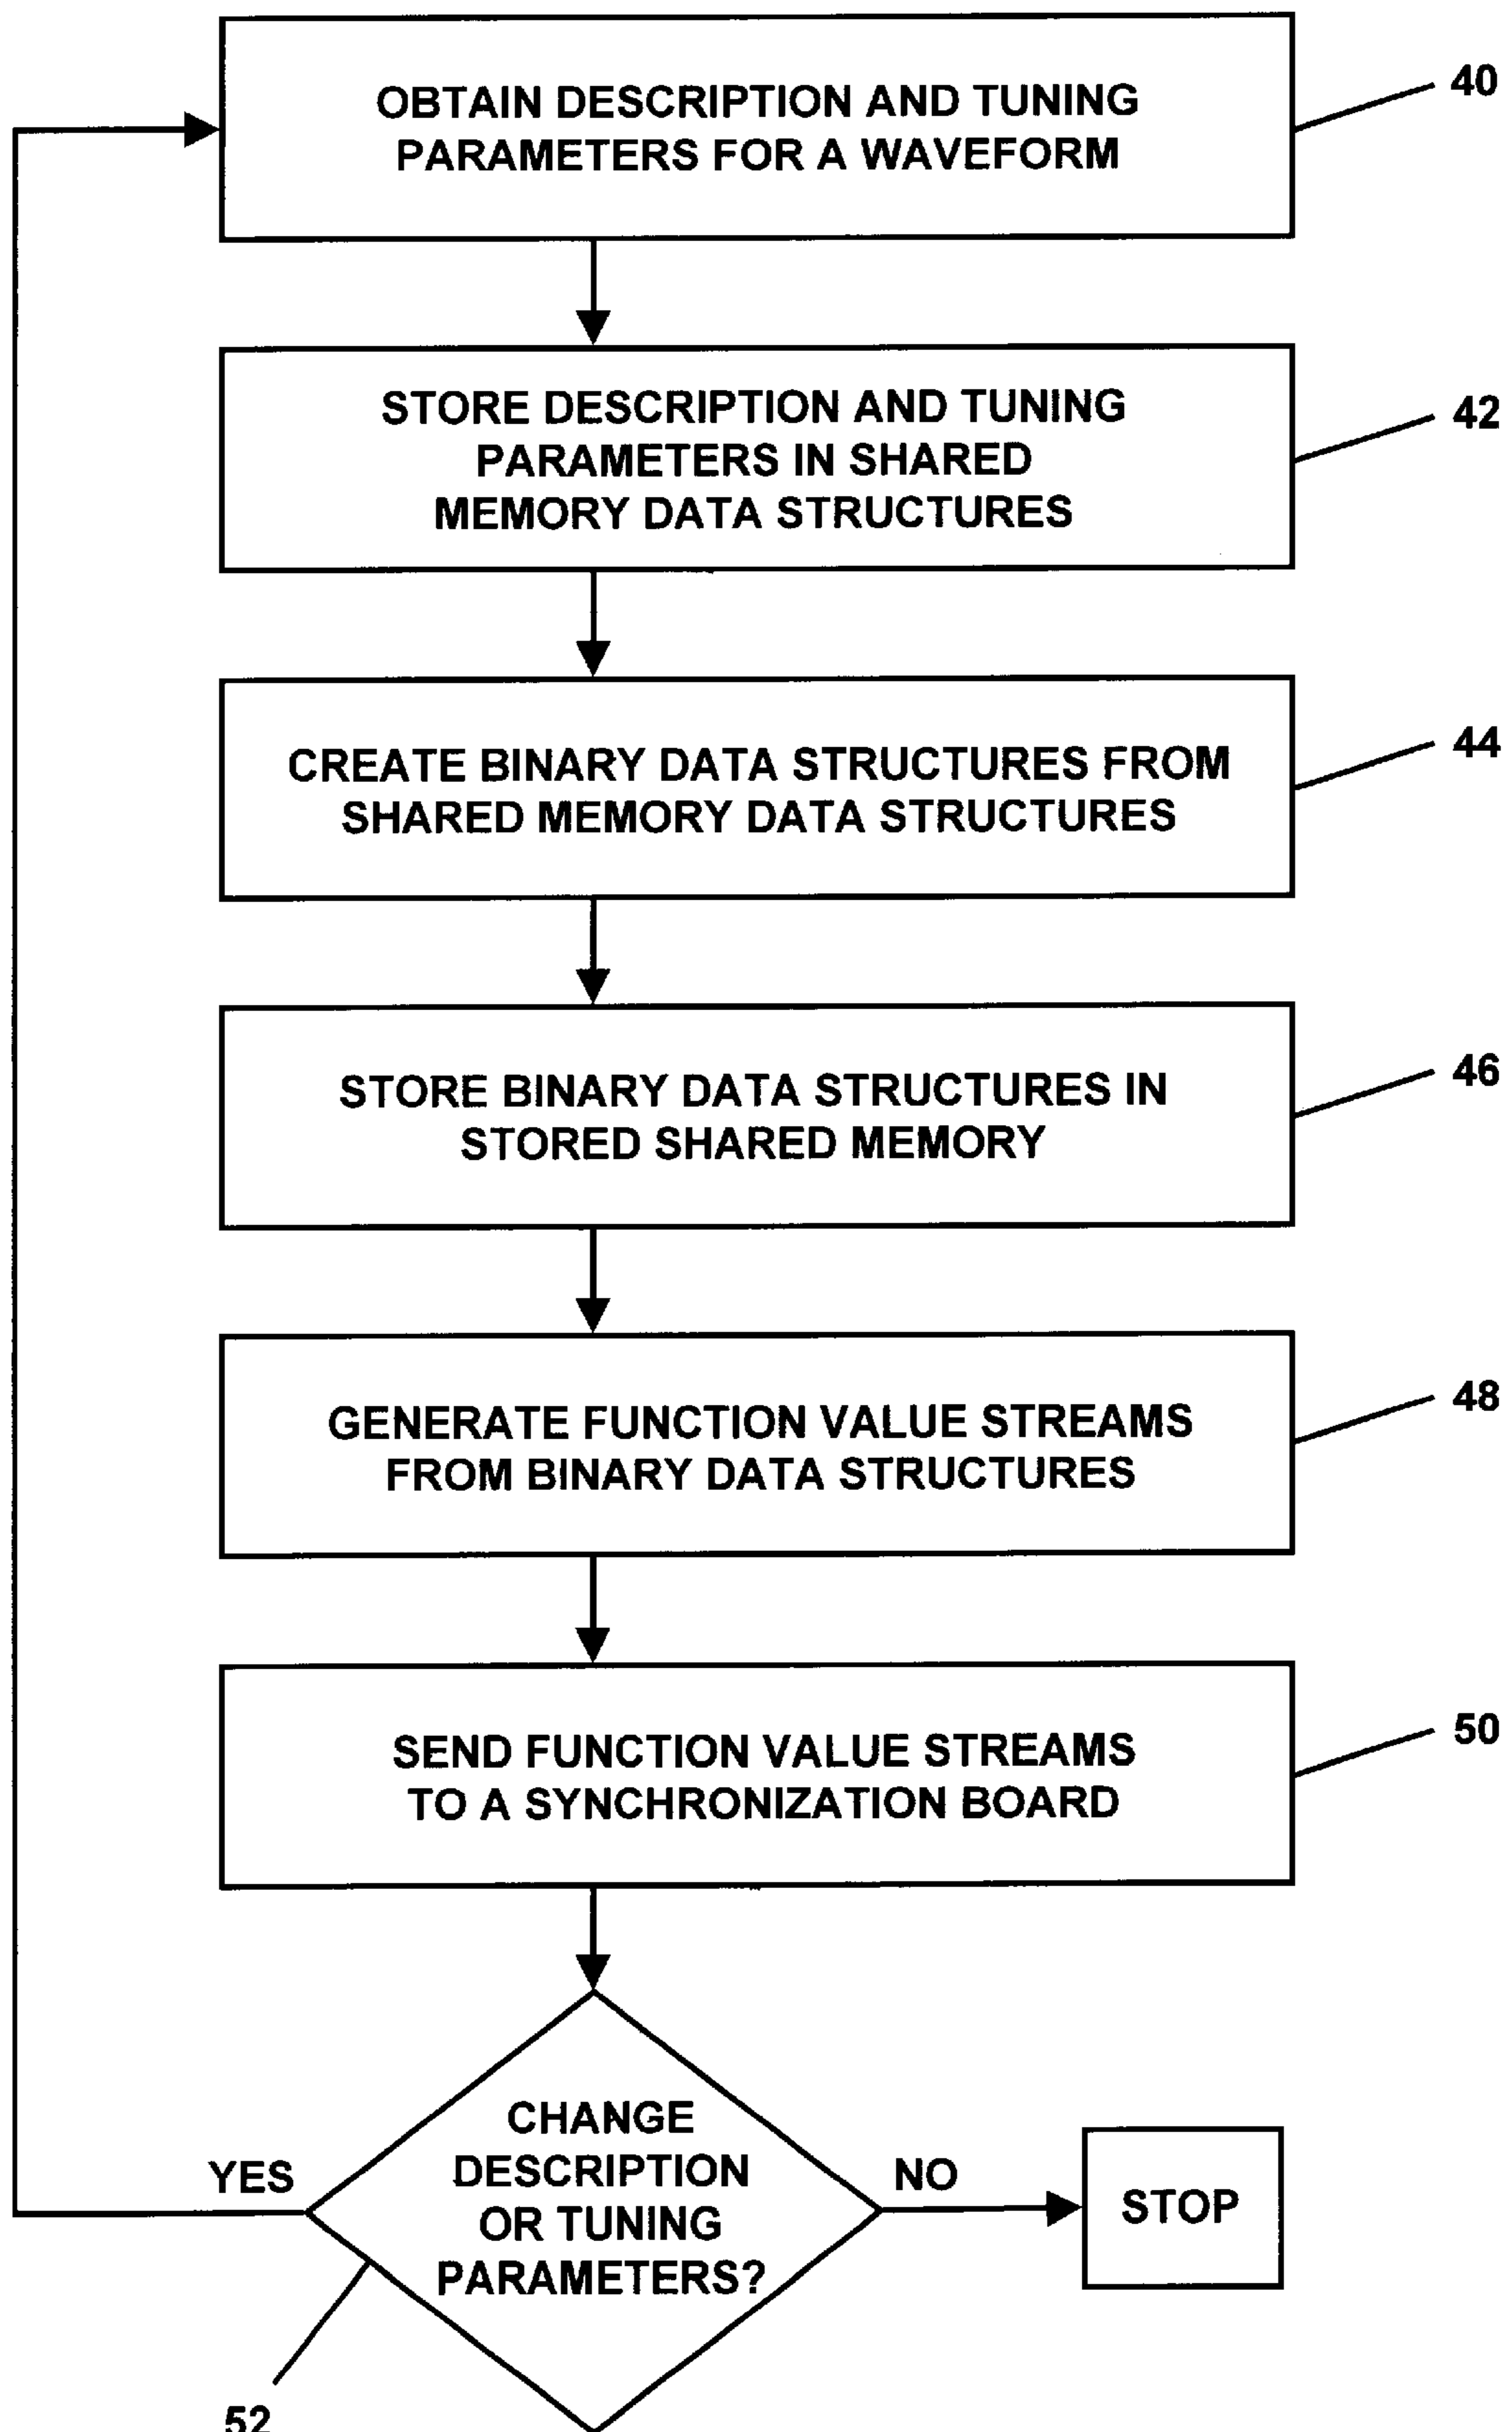 OBTAIN DESCRIPTION AND TUNING
PARAMETERS FOR A WAVEFORM
40
STORE DESCRIPTION AND TUNING
PARAMETERS IN SHARED
MEMORY DATA STRUCTURES
42
CREATE BINARY DATA STRUCTURES FROM
SHARED MEMORY DATA STRUCTURES
44
STORE BINARY DATA STRUCTURES IN
STORED SHARED MEMORY
46
GENERATE FUNCTION VALUE STREAMS
FROM BINARY DATA STRUCTURES
48
SEND FUNCTION VALUE STREAMS
TO A SYNCHRONIZATION BOARD
50
CHANGE
DESCRIPTION
OR TUNING
PARAMETERS?
YES
NO
STOP
52